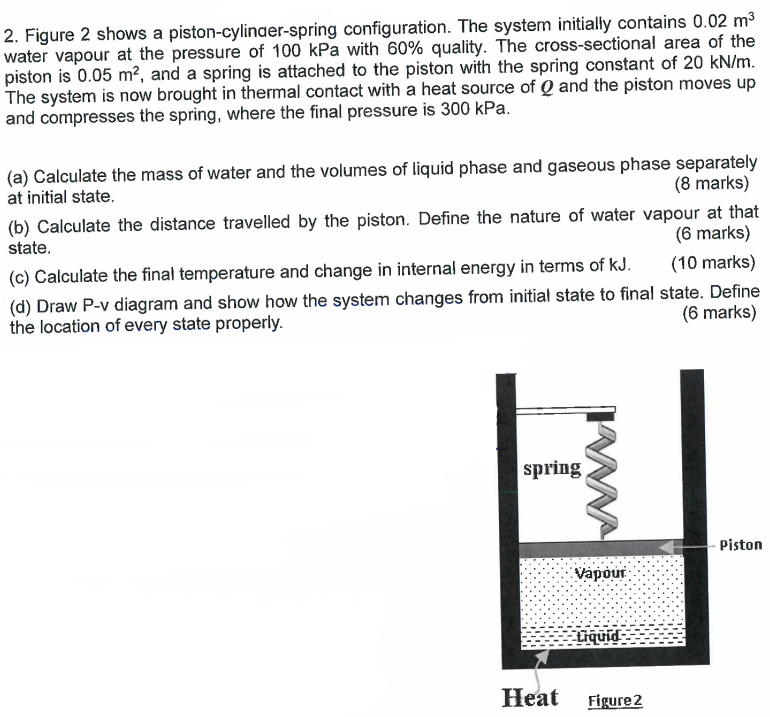 2. Figure 2 shows a piston-cylinder-spring configuration. The system initially contains 0.02 m³
water vapour at the pressure of 100 kPa with 60% quality. The cross-sectional area of the
piston is 0.05 m², and a spring is attached to the piston with the spring constant of 20 kN/m.
The system is now brought in thermal contact with a heat source of Q and the piston moves up
and compresses the spring, where the final pressure is 300 kPa.
(a) Calculate the mass of water and the volumes of liquid phase and gaseous phase separately
at initial state. (8 marks)
(b) Calculate the distance travelled by the piston. Define the nature of water vapour at that
state. (6 marks)
(c) Calculate the final temperature and change in internal energy in terms of kJ. (10 marks)
(d) Draw P-v diagram and show how the system changes from initial state to final state. Define
the location of every state properly. (6 marks)
spring
Piston
Vapour
Liquid
Heat
Figure2